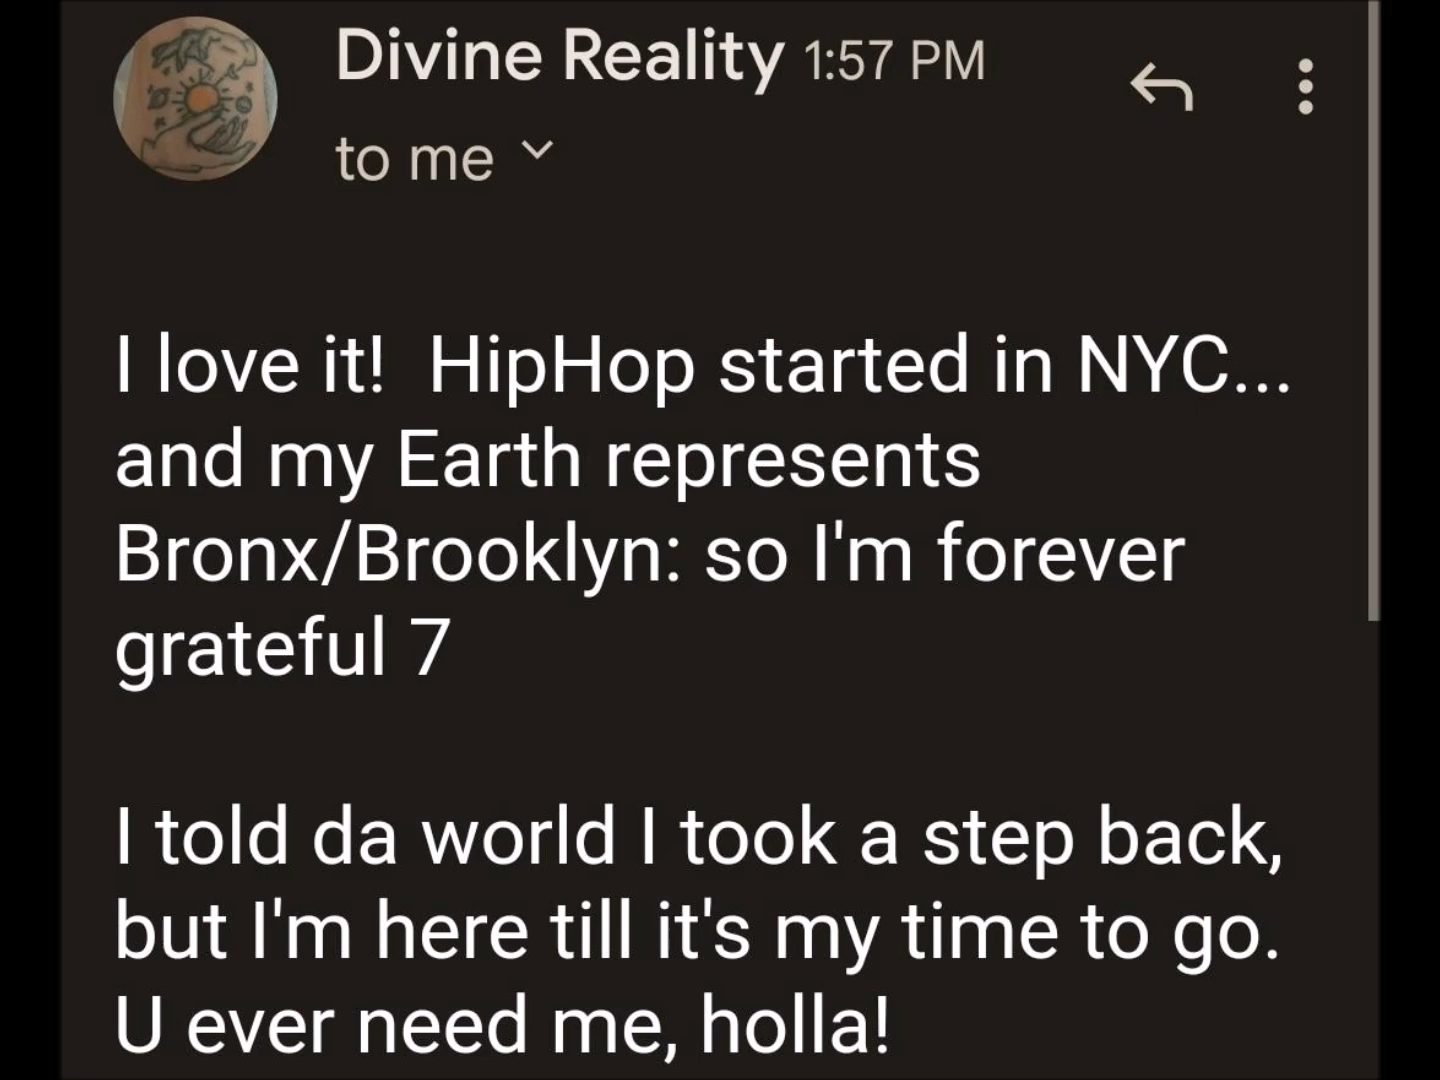 Divine Reality 1:57 PM
to me
I love it!  HipHop started in NYC...
and my Earth represents
Bronx/Brooklyn: so I'm forever
grateful 7
I told da world I took a step back,
but I'm here till it's my time to go.
U ever need me, holla!